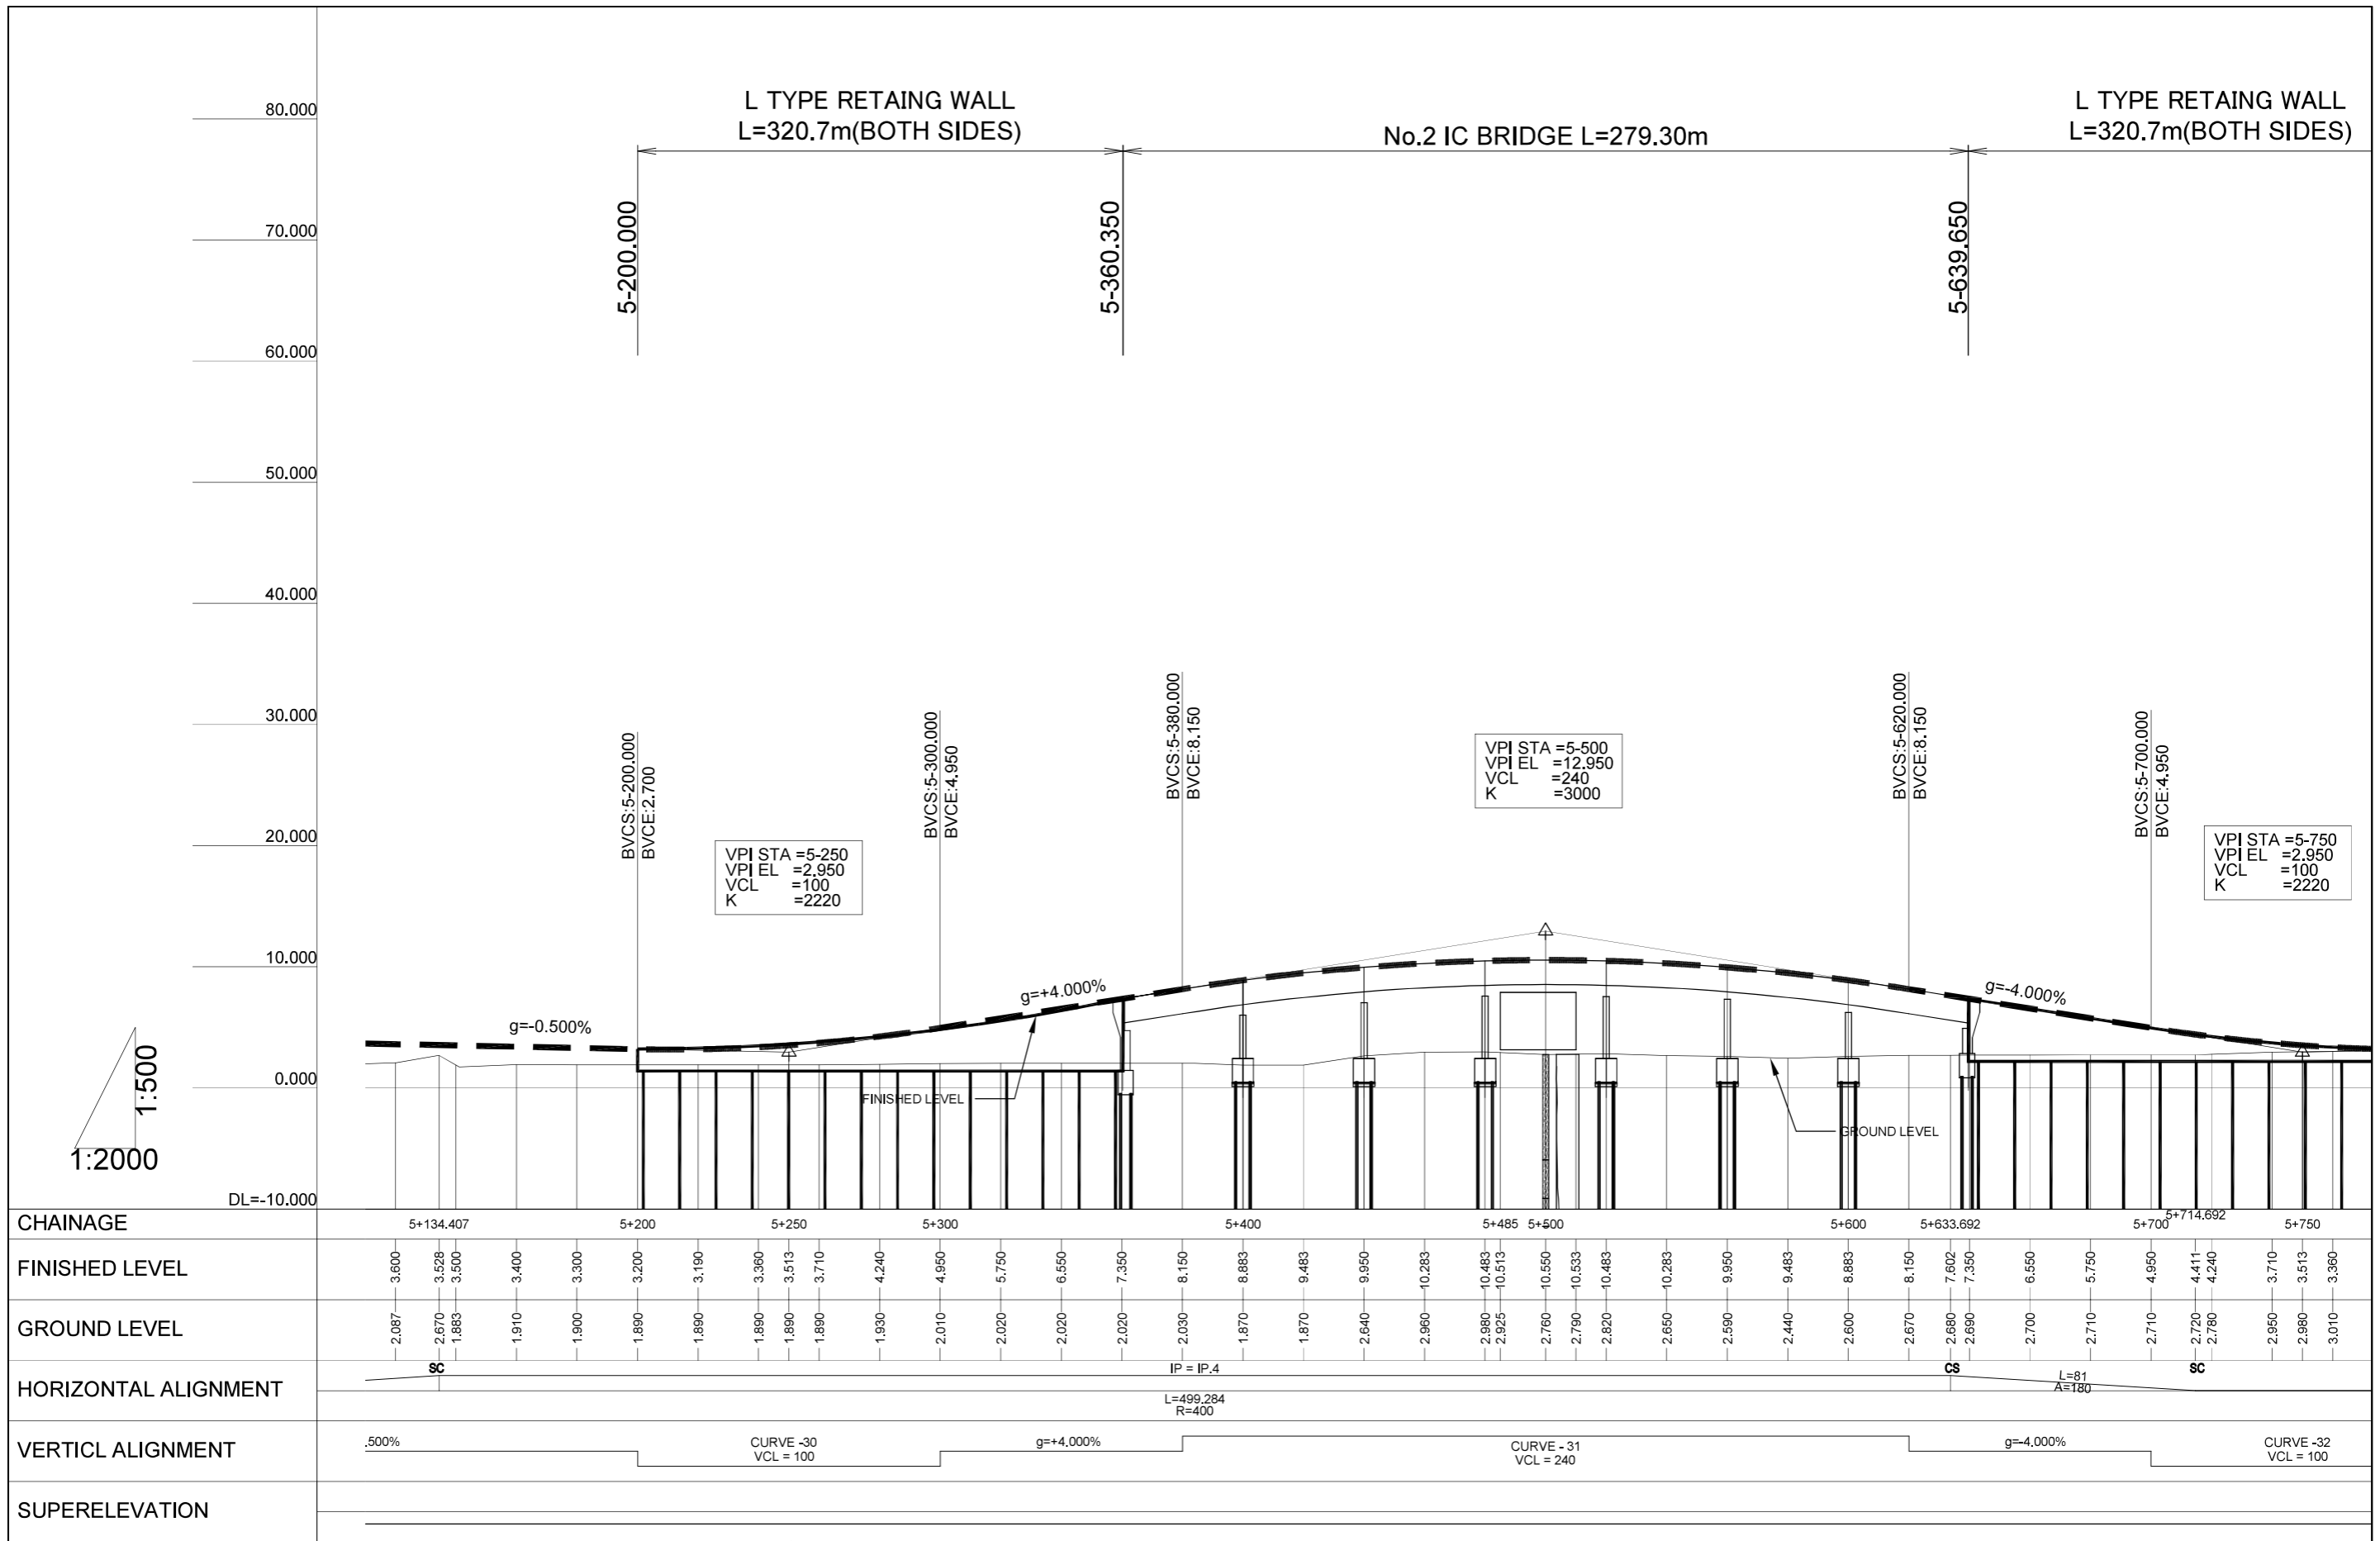 L TYPE RETAING WALL
L=320.7m(BOTH SIDES)
No.2 IC BRIDGE L=279.30m
L TYPE RETAING WALL
L=320.7m(BOTH SIDES)
80.000
70.000
60.000
50.000
40.000
30.000
20.000
10.000
0.000
DL=-10.000
5-200.000
5-360.350
5-639.650
BVCS:5-200.000
BVCE:2.700
BVCS:5-300.000
BVCE:4.950
BVCS:5-380.000
BVCE:8.150
BVCS:5-620.000
BVCE:8.150
BVCS:5-700.000
BVCE:4.950
VPI STA =5-250
VPI EL =2.950
VCL =100
K =2220
VPI STA =5-500
VPI EL =12.950
VCL =240
K =3000
VPI STA =5-750
VPI EL =2.950
VCL =100
K =2220
g=-0.500%
g=+4.000%
g=-4.000%
FINISHED LEVEL
GROUND LEVEL
1:500
1:2000
CHAINAGE
5+134.407 5+200 5+250 5+300 5+400 5+485 5+500 5+600 5+633.692 5+700 5+714.692 5+750
FINISHED LEVEL
3.600 3.528 3.500 3.400 3.300 3.200 3.190 3.360 3.513 3.710 4.240 4.950 5.750 6.550 7.350 8.150 8.883 9.483 9.950 10.283 10.483 10.513 10.550 10.533 10.483 10.283 9.950 9.483 8.883 8.150 7.602 7.350 6.550 5.750 4.950 4.411 4.240 3.710 3.513 3.360
GROUND LEVEL
2.087 2.670 1.883 1.910 1.900 1.890 1.890 1.890 1.890 1.890 1.930 2.010 2.020 2.020 2.020 2.030 1.870 1.870 2.640 2.960 2.980 2.925 2.760 2.790 2.820 2.650 2.590 2.440 2.600 2.670 2.680 2.690 2.700 2.710 2.710 2.720 2.780 2.950 2.980 3.010
HORIZONTAL ALIGNMENT
SC IP = IP.4 CS SC
L=499.284
R=400
L=81
A=180
VERTICL ALIGNMENT
.500%
CURVE -30
VCL = 100
g=+4.000%
CURVE - 31
VCL = 240
g=-4.000%
CURVE -32
VCL = 100
SUPERELEVATION